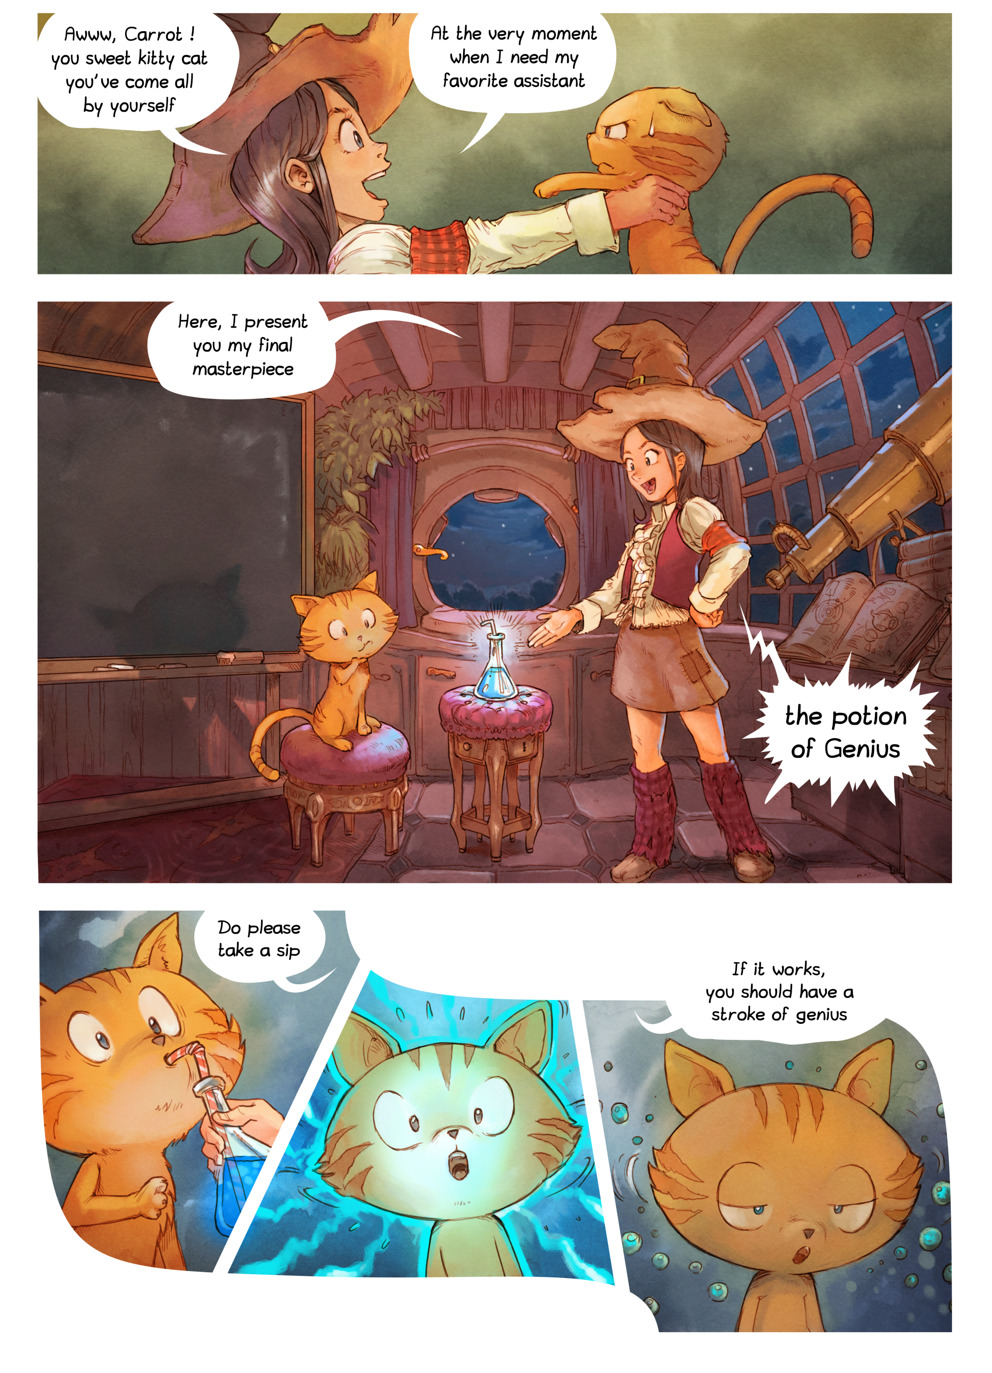 Awww, Carrot !
you sweet kitty cat
you've come all
by yourself
At the very moment
when I need my
favorite assistant
Here, I present
you my final
masterpiece
the potion
of Genius
Do please
take a sip
If it works,
you should have a
stroke of genius